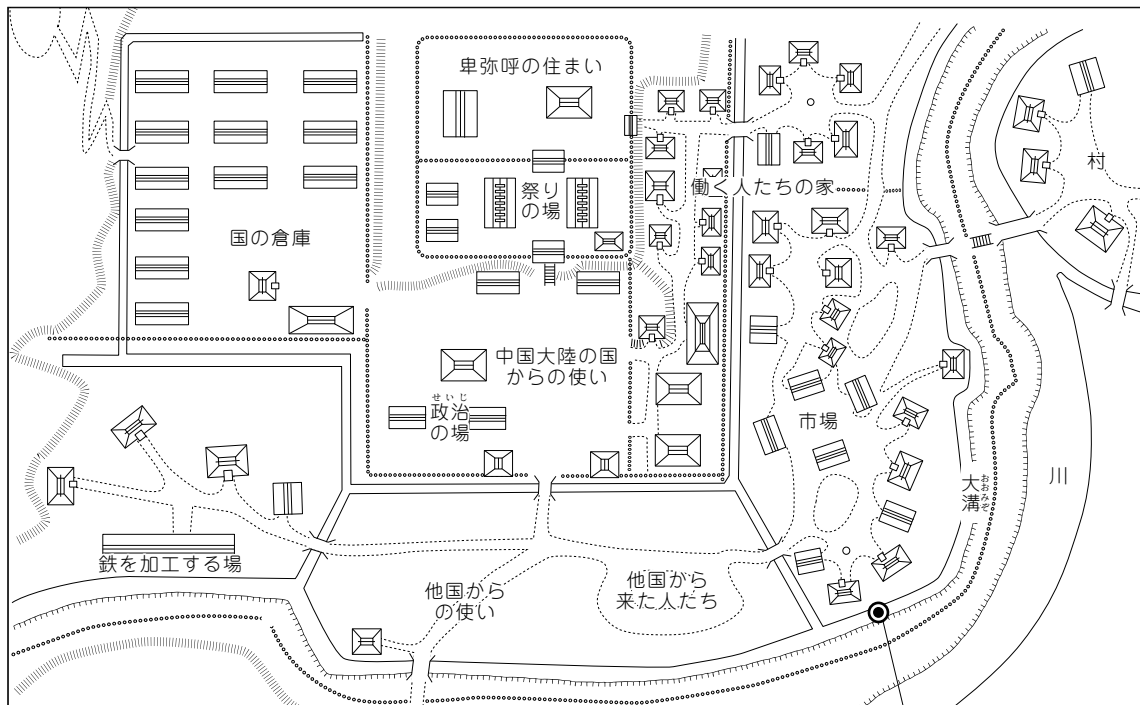 卑弥呼の住まい
祭り
の場
働く人たちの家
村
国の倉庫
中国大陸の国
からの使い
せいじ
政治
の場
市場
おおみぞ
大溝
川
鉄を加工する場
他国から
の使い
他国から
来た人たち